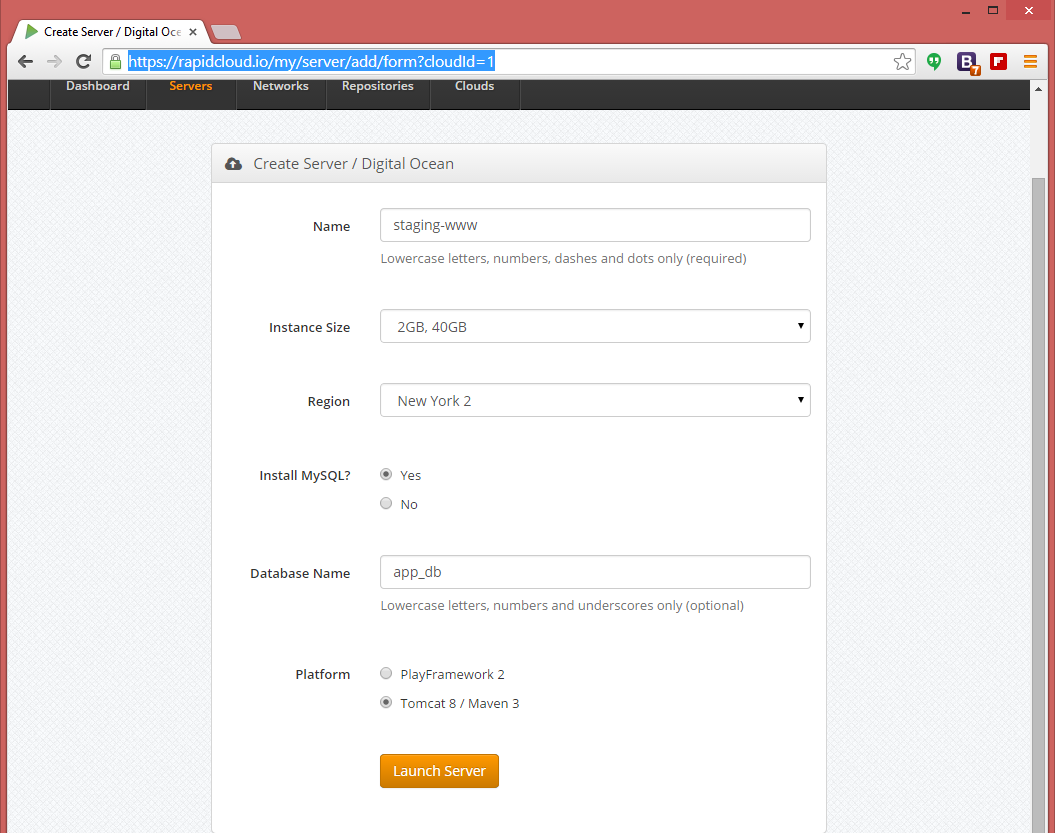 Create Server / Digital Oce
https://rapidcloud.io/my/server/add/form?cloudId=1
B 7 F
Dashboard Servers Networks Repositories Clouds
Create Server / Digital Ocean
Name staging-www
Lowercase letters, numbers, dashes and dots only (required)
Instance Size 2GB, 40GB
Region New York 2
Install MySQL? Yes
No
Database Name app_db
Lowercase letters, numbers and underscores only (optional)
Platform PlayFramework 2
Tomcat 8 / Maven 3
Launch Server